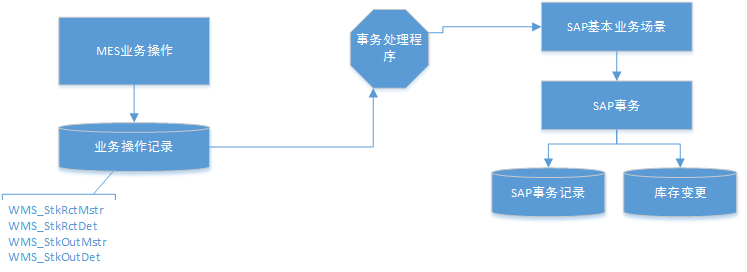 MES业务操作
业务操作记录
WMS_StkRctMstr
WMS_StkRctDet
WMS_StkOutMstr
WMS_StkOutDet
事务处理程
序
SAP基本业务场景
SAP事务
SAP事务记录
库存变更